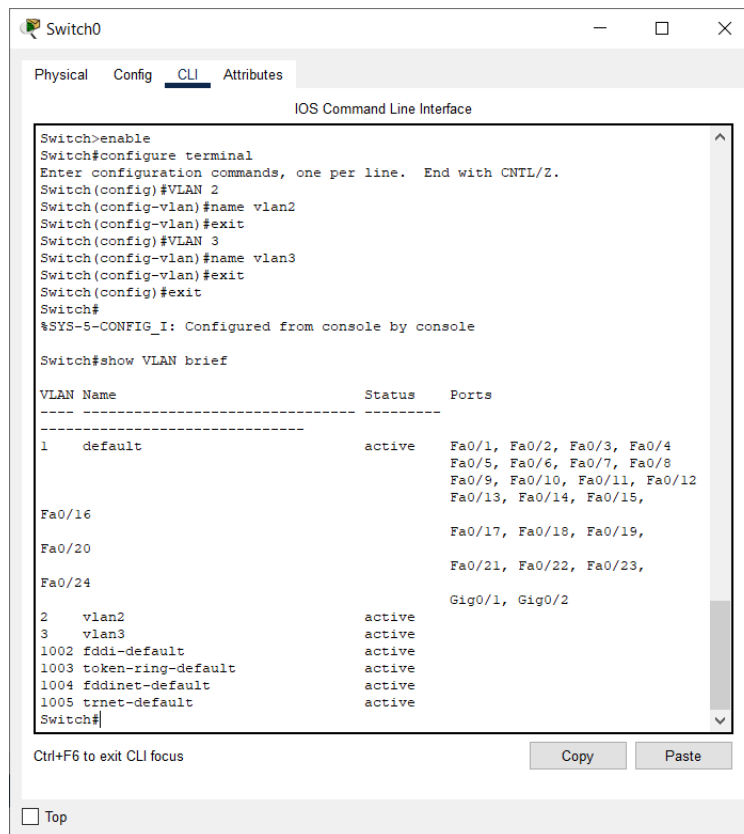 Switch0
Physical Config CLI Attributes
IOS Command Line Interface
Switch>enable
Switch#configure terminal
Enter configuration commands, one per line.  End with CNTL/Z.
Switch(config)#VLAN 2
Switch(config-vlan)#name vlan2
Switch(config-vlan)#exit
Switch(config)#VLAN 3
Switch(config-vlan)#name vlan3
Switch(config-vlan)#exit
Switch(config)#exit
Switch#
%SYS-5-CONFIG_I: Configured from console by console
Switch#show VLAN brief
VLAN Name                             Status    Ports
---- -------------------------------- ---------
-------------------------------
1    default                          active    Fa0/1, Fa0/2, Fa0/3, Fa0/4
                                                Fa0/5, Fa0/6, Fa0/7, Fa0/8
                                                Fa0/9, Fa0/10, Fa0/11, Fa0/12
                                                Fa0/13, Fa0/14, Fa0/15,
Fa0/16
                                                Fa0/17, Fa0/18, Fa0/19,
Fa0/20
                                                Fa0/21, Fa0/22, Fa0/23,
Fa0/24
                                                Gig0/1, Gig0/2
2    vlan2                            active
3    vlan3                            active
1002 fddi-default                     active
1003 token-ring-default               active
1004 fddinet-default                  active
1005 trnet-default                    active
Switch#
Ctrl+F6 to exit CLI focus Copy Paste
Top